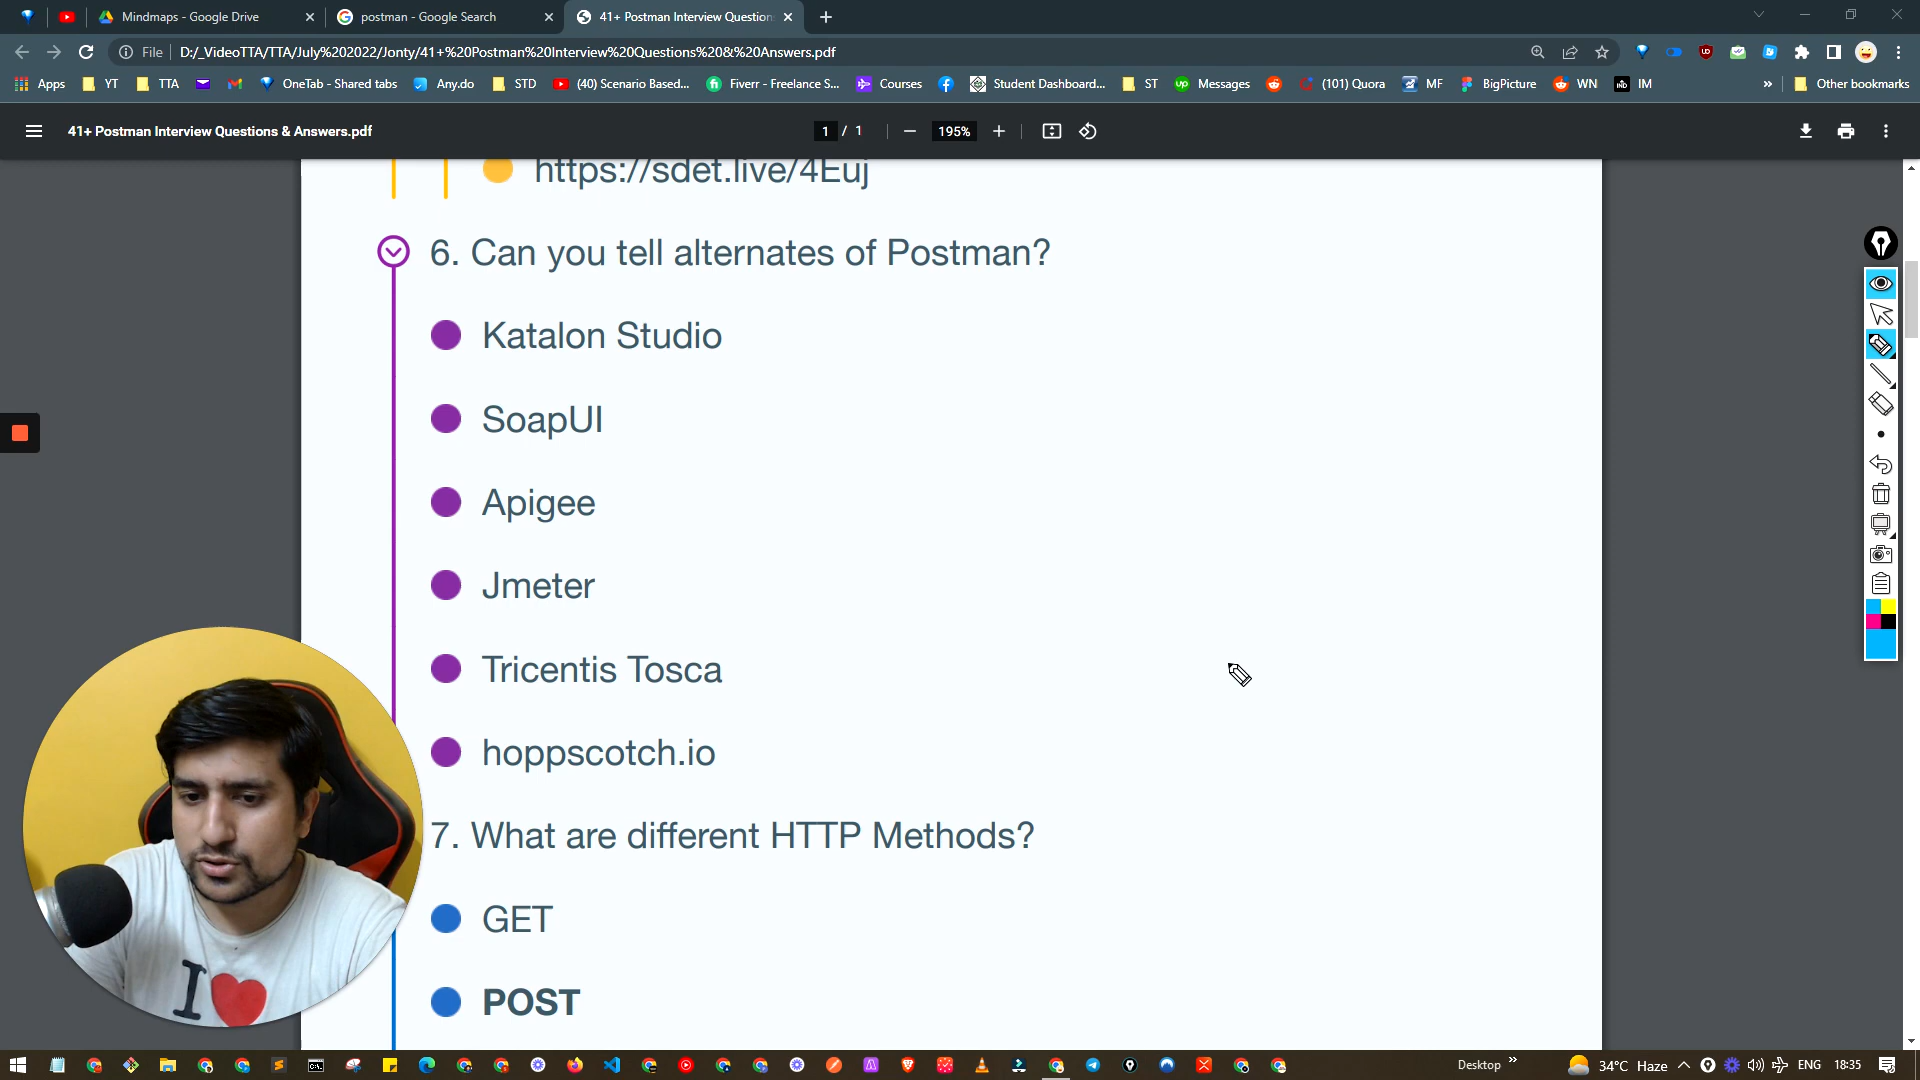 Mindmaps - Google Drive
postman - Google Search
41+ Postman Interview Question
File
D:/_VideoTTA/TTA/July%202022/Jonty/41+%20Postman%20Interview%20Questions%20&%20Answers.pdf
Apps
YT
TTA
OneTab - Shared tabs
Any.do
STD
(40) Scenario Based...
Fiverr - Freelance S...
Courses
Student Dashboard...
ST
Messages
(101) Quora
MF
BigPicture
WN
IM
Other bookmarks
41+ Postman Interview Questions & Answers.pdf
1 / 1
195%
https://sdet.live/4Euj
6. Can you tell alternates of Postman?
Katalon Studio
SoapUI
Apigee
Jmeter
Tricentis Tosca
hoppscotch.io
7. What are different HTTP Methods?
GET
POST
I
Desktop
34°C Haze
ENG
18:35